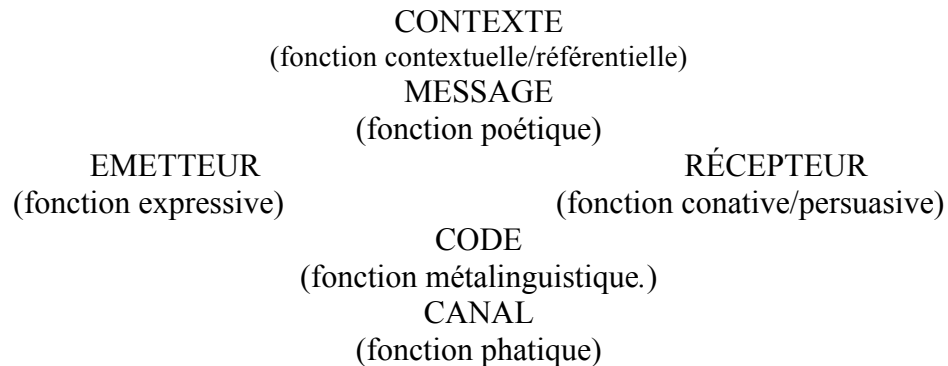 CONTEXTE
(fonction contextuelle/référentielle)
MESSAGE
(fonction poétique)
EMETTEUR RÉCEPTEUR
(fonction expressive) (fonction conative/persuasive)
CODE
(fonction métalinguistique.)
CANAL
(fonction phatique)